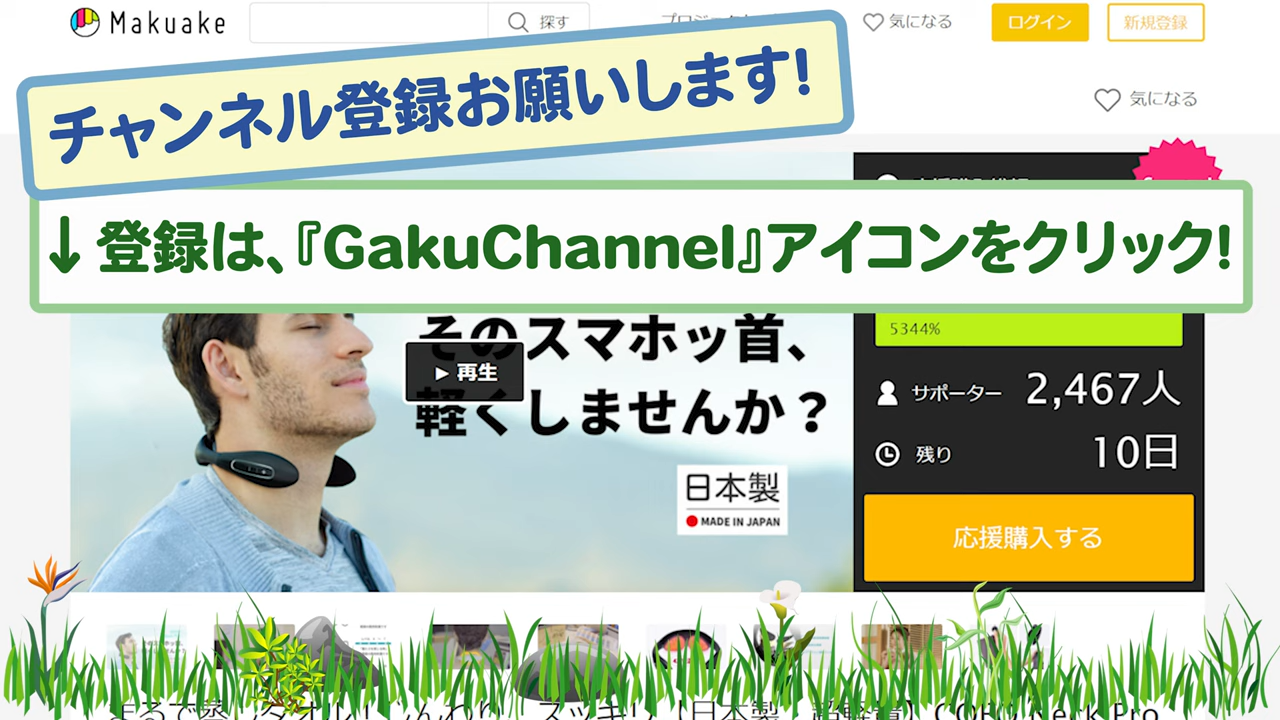 Makuake
探す
気になる
ログイン
新規登録
チャンネル登録お願いします!
気になる
↓登録は、『GakuChannel』アイコンをクリック!
そのスマホッ首、
▶ 再生
軽くしませんか？
日本製
MADE IN JAPAN
5344%
サポーター 2,467人
残り 10日
応援購入する